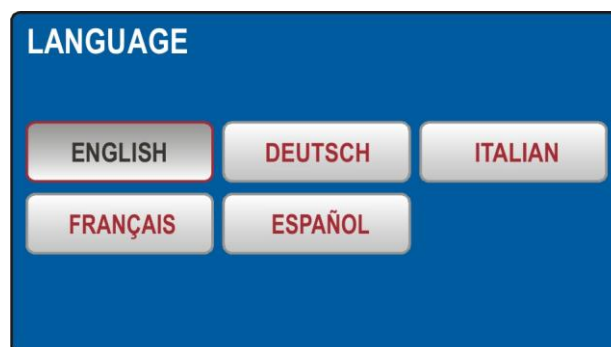 LANGUAGE
ENGLISH DEUTSCH ITALIAN
FRANÇAIS ESPAÑOL